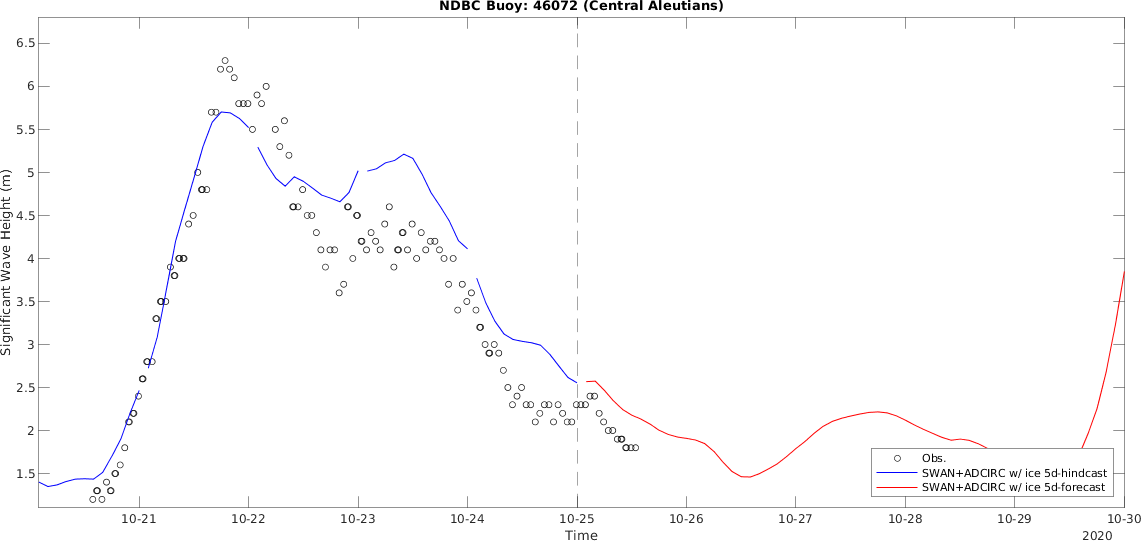 NDBC Buoy: 46072 (Central Aleutians)
Significant Wave Height (m)
6.5
6
5.5
5
4.5
4
3.5
3
2.5
2
1.5
Obs.
SWAN+ADCIRC w/ ice 5d-hindcast
SWAN+ADCIRC w/ ice 5d-forecast
10-21 10-22 10-23 10-24 10-25 10-26 10-27 10-28 10-29 10-30
Time
2020